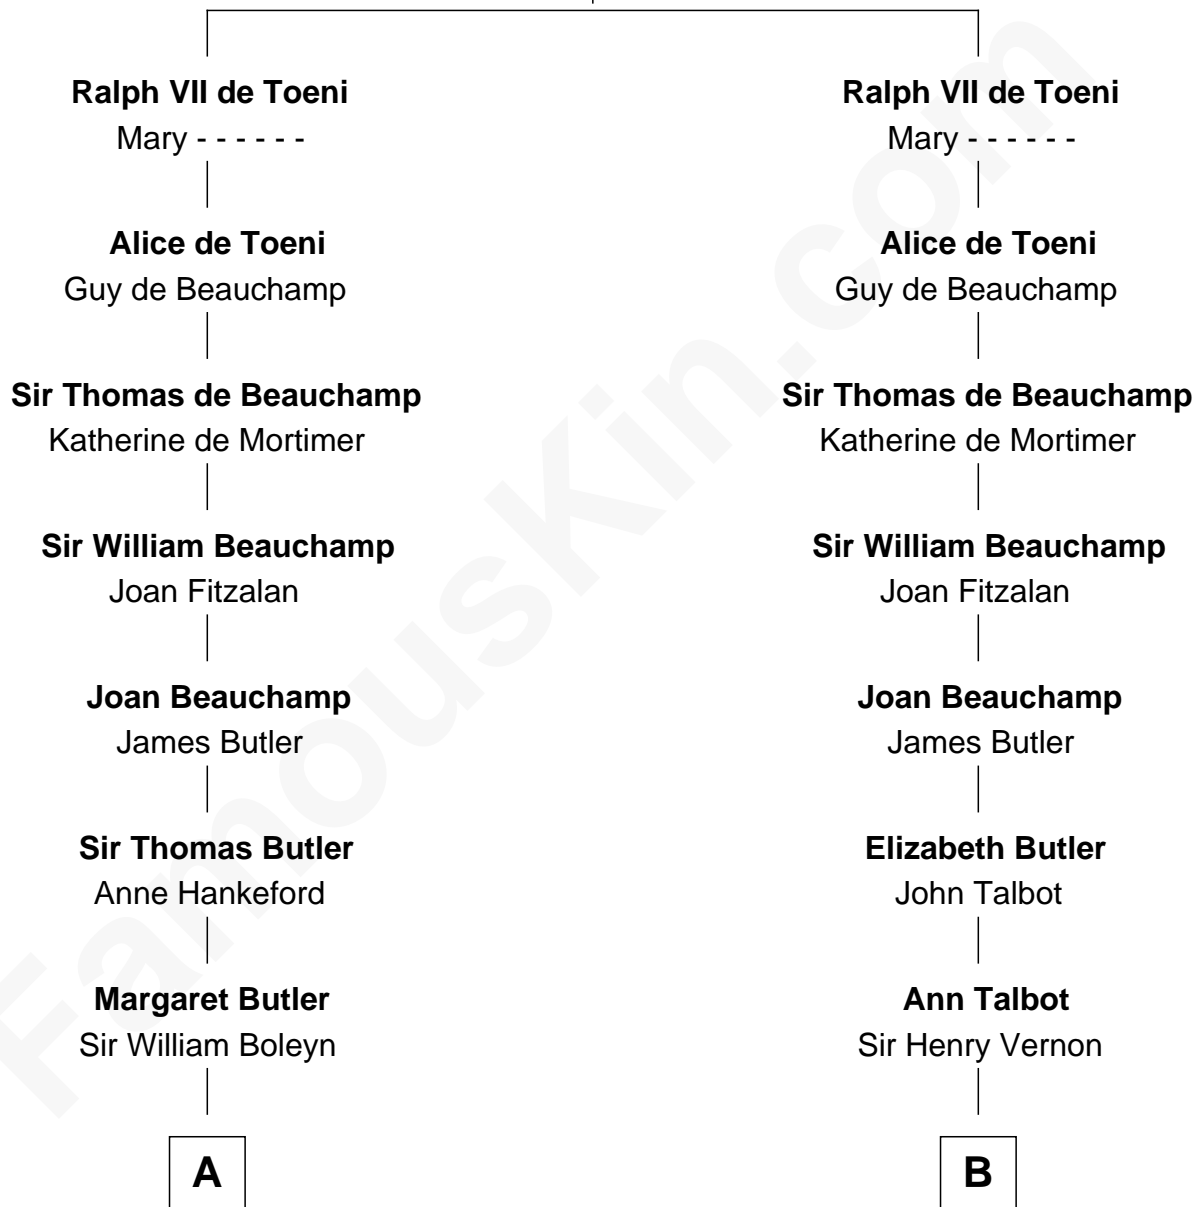 Ralph VII de Toeni
Mary - - - - - -
Alice de Toeni
Guy de Beauchamp
Sir Thomas de Beauchamp
Katherine de Mortimer
Sir William Beauchamp
Joan Fitzalan
Joan Beauchamp
James Butler
Sir Thomas Butler
Anne Hankeford
Margaret Butler
Sir William Boleyn
A
Ralph VII de Toeni
Mary - - - - - -
Alice de Toeni
Guy de Beauchamp
Sir Thomas de Beauchamp
Katherine de Mortimer
Sir William Beauchamp
Joan Fitzalan
Joan Beauchamp
James Butler
Elizabeth Butler
John Talbot
Ann Talbot
Sir Henry Vernon
B
FamousKin.com